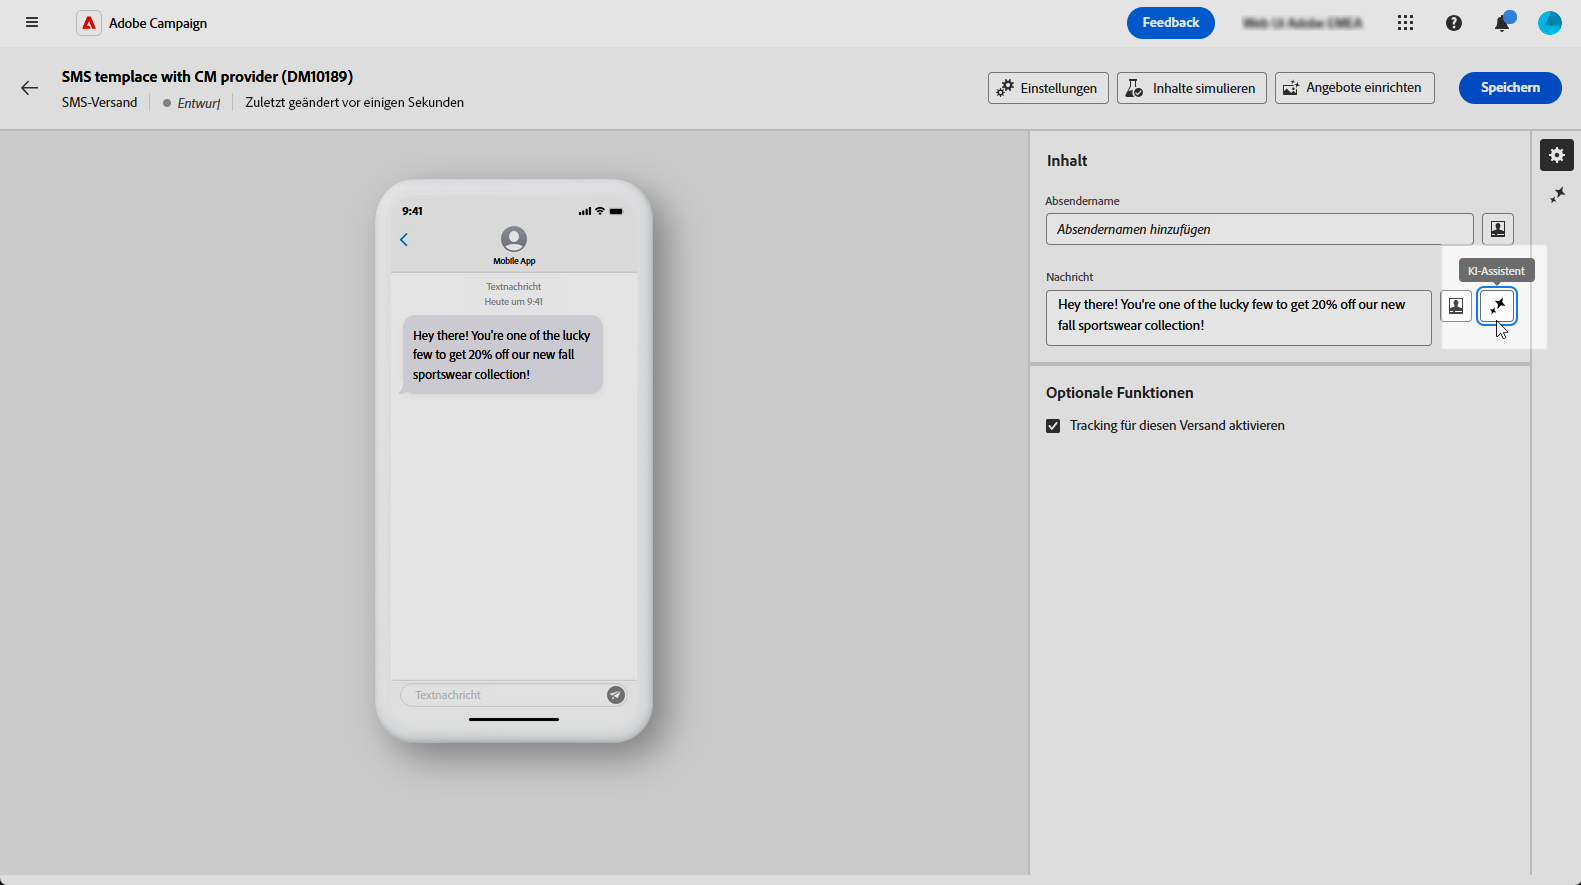 Adobe Campaign
Feedback
SMS templace with CM provider (DM10189)
SMS-Versand
Entwurf
Zuletzt geändert vor einigen Sekunden
Einstellungen
Inhalte simulieren
Angebote einrichten
Speichern
9:41
Mobile App
Textnachricht
Heute um 9:41
Hey there! You're one of the lucky
few to get 20% off our new fall
sportswear collection!
Textnachricht
Inhalt
Absendername
Absendernamen hinzufügen
KI-Assistent
Nachricht
Hey there! You're one of the lucky few to get 20% off our new
fall sportswear collection!
Optionale Funktionen
Tracking für diesen Versand aktivieren